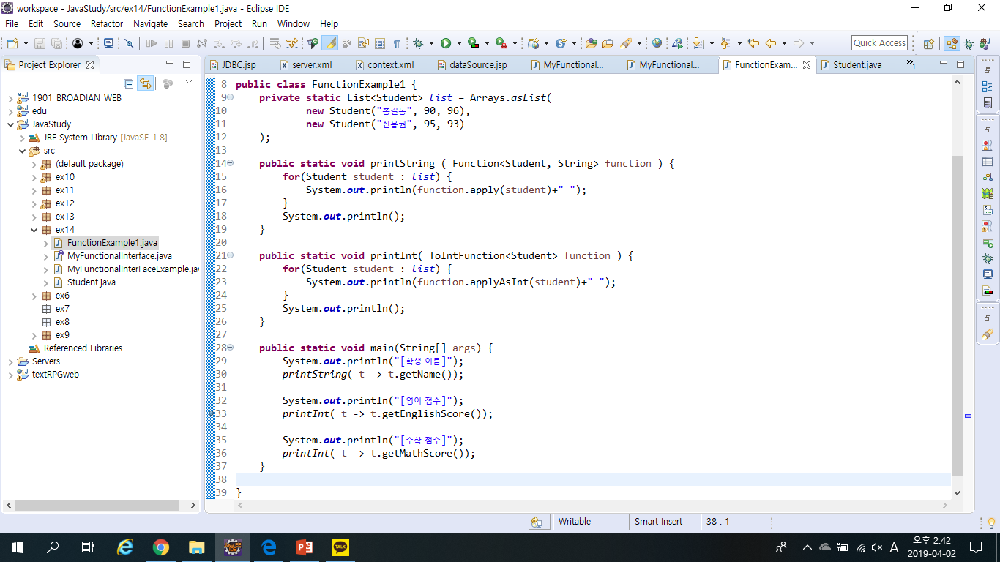 workspace - JavaStudy/src/ex14/FunctionExample1.java - Eclipse IDE
File Edit Source Refactor Navigate Search Project Run Window Help
Quick Access
Project Explorer
1901_BROADIAN_WEB
edu
JavaStudy
JRE System Library [JavaSE-1.8]
src
(default package)
ex10
ex11
ex12
ex13
ex14
FunctionExample1.java
MyFunctionalInterface.java
MyFunctionalInterFaceExample.jav
Student.java
ex6
ex7
ex8
ex9
Referenced Libraries
Servers
textRPGweb
JDBC.jsp server.xml context.xml dataSource.jsp MyFunctional... MyFunctional... FunctionExam... Student.java »1
8 public class FunctionExample1 {
9 private static List<Student> list = Arrays.asList(
10 new Student("홍길동", 90, 96),
11 new Student("신용권", 95, 93)
12 );
13
14 public static void printString ( Function<Student, String> function ) {
15 for(Student student : list) {
16 System.out.println(function.apply(student)+" ");
17 }
18 System.out.println();
19 }
20
21 public static void printInt( ToIntFunction<Student> function ) {
22 for(Student student : list) {
23 System.out.println(function.applyAsInt(student)+" ");
24 }
25 System.out.println();
26 }
27
28 public static void main(String[] args) {
29 System.out.println("[학생 이름]");
30 printString( t -> t.getName());
31
32 System.out.println("[영어 점수]");
33 printInt( t -> t.getEnglishScore());
34
35 System.out.println("[수학 점수]");
36 printInt( t -> t.getMathScore());
37 }
38
39 }
Writable Smart Insert 38 : 1
TALK
A
오후 2:42
2019-04-02